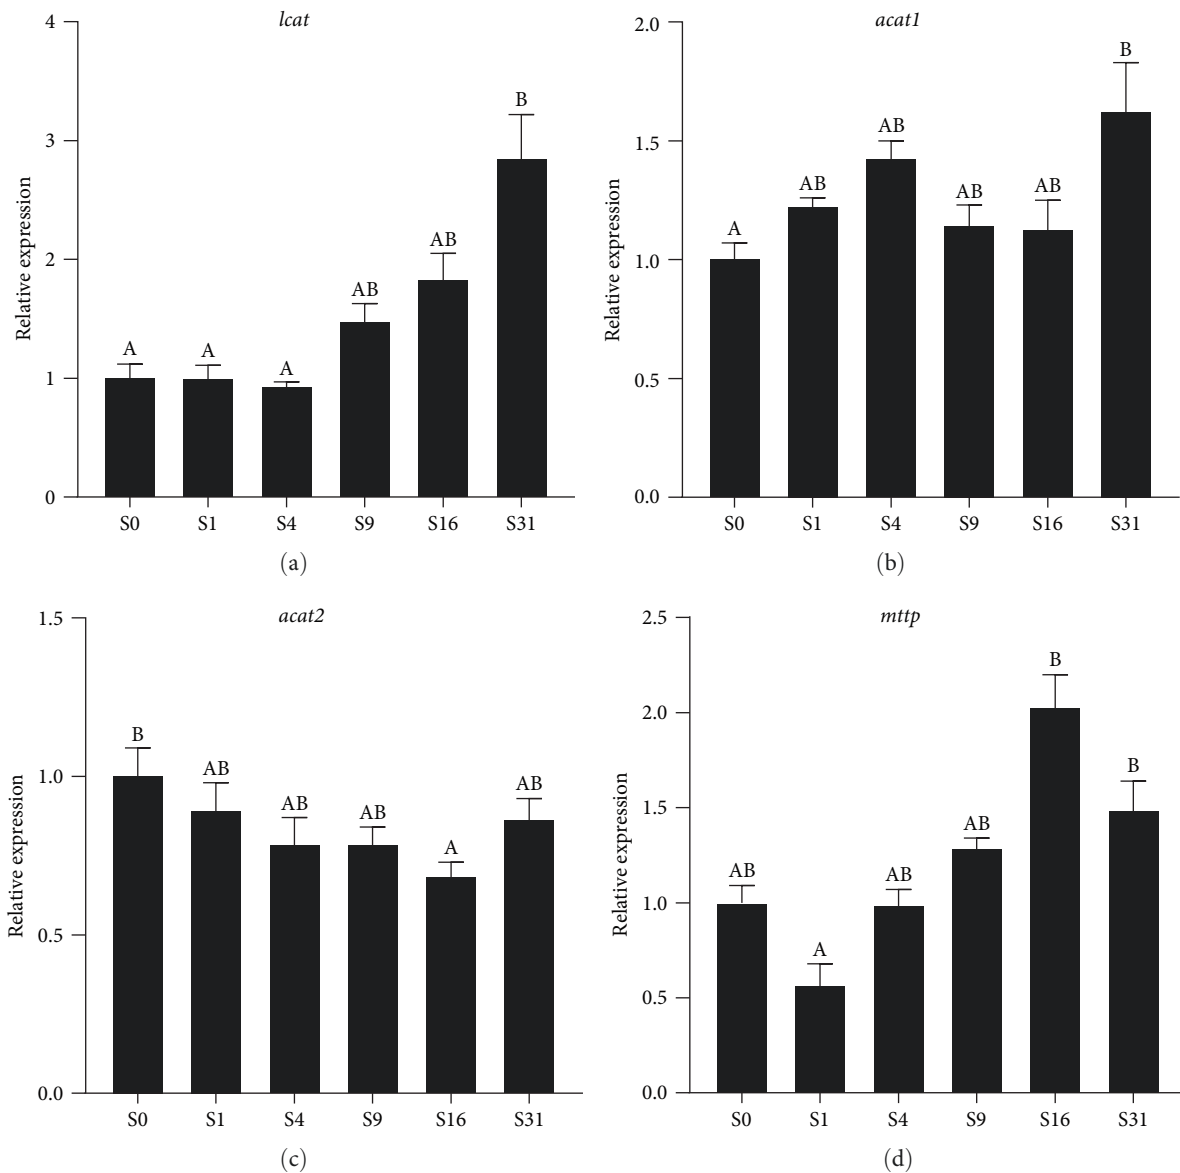 lcat
4
3
2
1
0
Relative expression
A
A
A
AB
AB
B
S0 S1 S4 S9 S16 S31
(a)
acat1
2.0
1.5
1.0
0.5
0.0
Relative expression
A
AB
AB
AB
AB
B
S0 S1 S4 S9 S16 S31
(b)
acat2
1.5
1.0
0.5
0.0
Relative expression
B
AB
AB
AB
A
AB
S0 S1 S4 S9 S16 S31
(c)
mttp
2.5
2.0
1.5
1.0
0.5
0.0
Relative expression
AB
A
AB
AB
B
B
S0 S1 S4 S9 S16 S31
(d)